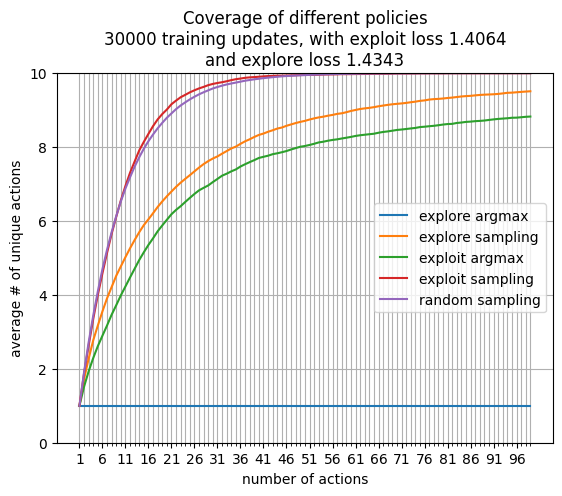 Coverage of different policies
30000 training updates, with exploit loss 1.4064
and explore loss 1.4343
10
8
6
4
2
0
average # of unique actions
explore argmax
explore sampling
exploit argmax
exploit sampling
random sampling
1 6 11 16 21 26 31 36 41 46 51 56 61 66 71 76 81 86 91 96
number of actions